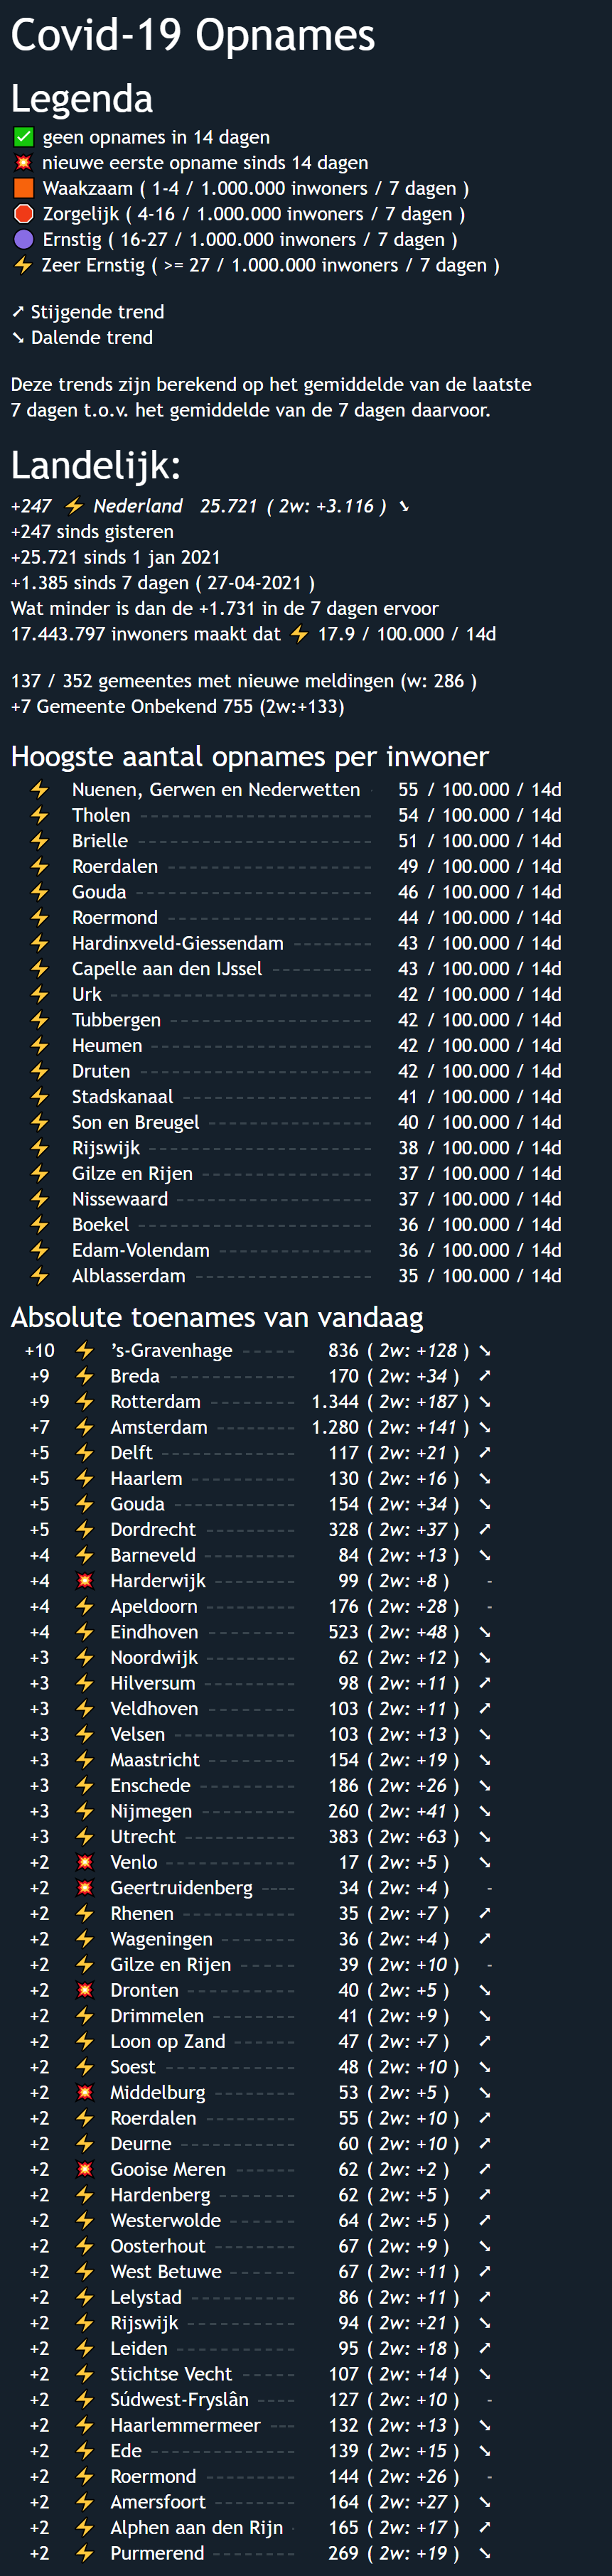 Covid-19 Opnames
Legenda
✅ geen opnames in 14 dagen
💥 nieuwe eerste opname sinds 14 dagen
🟧 Waakzaam ( 1-4 / 1.000.000 inwoners / 7 dagen )
🛑 Zorgelijk ( 4-16 / 1.000.000 inwoners / 7 dagen )
🟣 Ernstig ( 16-27 / 1.000.000 inwoners / 7 dagen )
⚡ Zeer Ernstig ( >= 27 / 1.000.000 inwoners / 7 dagen )
➚ Stijgende trend
➘ Dalende trend
Deze trends zijn berekend op het gemiddelde van de laatste
7 dagen t.o.v. het gemiddelde van de 7 dagen daarvoor.
Landelijk:
+247 ⚡ Nederland 25.721 ( 2w: +3.116 ) ➘
+247 sinds gisteren
+25.721 sinds 1 jan 2021
+1.385 sinds 7 dagen ( 27-04-2021 )
Wat minder is dan de +1.731 in de 7 dagen ervoor
17.443.797 inwoners maakt dat ⚡ 17.9 / 100.000 / 14d
137 / 352 gemeentes met nieuwe meldingen (w: 286 )
+7 Gemeente Onbekend 755 (2w:+133)
Hoogste aantal opnames per inwoner
⚡ Nuenen, Gerwen en Nederwetten 55 / 100.000 / 14d
⚡ Tholen 54 / 100.000 / 14d
⚡ Brielle 51 / 100.000 / 14d
⚡ Roerdalen 49 / 100.000 / 14d
⚡ Gouda 46 / 100.000 / 14d
⚡ Roermond 44 / 100.000 / 14d
⚡ Hardinxveld-Giessendam 43 / 100.000 / 14d
⚡ Capelle aan den IJssel 43 / 100.000 / 14d
⚡ Urk 42 / 100.000 / 14d
⚡ Tubbergen 42 / 100.000 / 14d
⚡ Heumen 42 / 100.000 / 14d
⚡ Druten 42 / 100.000 / 14d
⚡ Stadskanaal 41 / 100.000 / 14d
⚡ Son en Breugel 40 / 100.000 / 14d
⚡ Rijswijk 38 / 100.000 / 14d
⚡ Gilze en Rijen 37 / 100.000 / 14d
⚡ Nissewaard 37 / 100.000 / 14d
⚡ Boekel 36 / 100.000 / 14d
⚡ Edam-Volendam 36 / 100.000 / 14d
⚡ Alblasserdam 35 / 100.000 / 14d
Absolute toenames van vandaag
+10 ⚡ 's-Gravenhage 836 ( 2w: +128 ) ➘
+9 ⚡ Breda 170 ( 2w: +34 ) ➚
+9 ⚡ Rotterdam 1.344 ( 2w: +187 ) ➘
+7 ⚡ Amsterdam 1.280 ( 2w: +141 ) ➘
+5 ⚡ Delft 117 ( 2w: +21 ) ➚
+5 ⚡ Haarlem 130 ( 2w: +16 ) ➘
+5 ⚡ Gouda 154 ( 2w: +34 ) ➘
+5 ⚡ Dordrecht 328 ( 2w: +37 ) ➚
+4 ⚡ Barneveld 84 ( 2w: +13 ) ➘
+4 💥 Harderwijk 99 ( 2w: +8 ) -
+4 ⚡ Apeldoorn 176 ( 2w: +28 ) -
+4 ⚡ Eindhoven 523 ( 2w: +48 ) ➘
+3 ⚡ Noordwijk 62 ( 2w: +12 ) ➘
+3 ⚡ Hilversum 98 ( 2w: +11 ) ➚
+3 ⚡ Veldhoven 103 ( 2w: +11 ) ➚
+3 ⚡ Velsen 103 ( 2w: +13 ) ➘
+3 ⚡ Maastricht 154 ( 2w: +19 ) ➘
+3 ⚡ Enschede 186 ( 2w: +26 ) ➘
+3 ⚡ Nijmegen 260 ( 2w: +41 ) ➘
+3 ⚡ Utrecht 383 ( 2w: +63 ) ➘
+2 💥 Venlo 17 ( 2w: +5 ) ➘
+2 💥 Geertruidenberg 34 ( 2w: +4 ) -
+2 ⚡ Rhenen 35 ( 2w: +7 ) ➚
+2 ⚡ Wageningen 36 ( 2w: +4 ) ➚
+2 ⚡ Gilze en Rijen 39 ( 2w: +10 ) -
+2 💥 Dronten 40 ( 2w: +5 ) ➘
+2 ⚡ Drimmelen 41 ( 2w: +9 ) ➘
+2 ⚡ Loon op Zand 47 ( 2w: +7 ) ➚
+2 ⚡ Soest 48 ( 2w: +10 ) ➘
+2 💥 Middelburg 53 ( 2w: +5 ) ➘
+2 ⚡ Roerdalen 55 ( 2w: +10 ) ➚
+2 ⚡ Deurne 60 ( 2w: +10 ) ➚
+2 💥 Gooise Meren 62 ( 2w: +2 ) ➚
+2 ⚡ Hardenberg 62 ( 2w: +5 ) ➚
+2 ⚡ Westerwolde 64 ( 2w: +5 ) ➚
+2 ⚡ Oosterhout 67 ( 2w: +9 ) ➘
+2 ⚡ West Betuwe 67 ( 2w: +11 ) ➚
+2 ⚡ Lelystad 86 ( 2w: +11 ) ➚
+2 ⚡ Rijswijk 94 ( 2w: +21 ) ➘
+2 ⚡ Leiden 95 ( 2w: +18 ) ➚
+2 ⚡ Stichtse Vecht 107 ( 2w: +14 ) ➘
+2 ⚡ Súdwest-Fryslân 127 ( 2w: +10 ) -
+2 ⚡ Haarlemmermeer 132 ( 2w: +13 ) ➘
+2 ⚡ Ede 139 ( 2w: +15 ) ➘
+2 ⚡ Roermond 144 ( 2w: +26 ) -
+2 ⚡ Amersfoort 164 ( 2w: +27 ) ➘
+2 ⚡ Alphen aan den Rijn 165 ( 2w: +17 ) ➚
+2 ⚡ Purmerend 269 ( 2w: +19 ) ➘